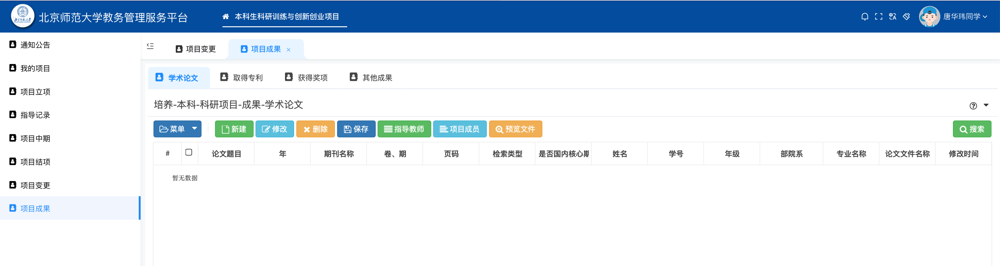 北京师范大学教务管理服务平台
本科生科研训练与创新创业项目
唐华玮同学
通知公告
我的项目
项目立项
指导记录
项目中期
项目结项
项目变更
项目成果
项目变更
项目成果 ×
学术论文
取得专利
获得奖项
其他成果
培养-本科-科研项目-成果-学术论文
菜单
新建
修改
删除
保存
指导教师
项目成员
预览文件
搜索
# 论文题目 年 期刊名称 卷、期 页码 检索类型 是否国内核心期 姓名 学号 年级 部院系 专业名称 论文文件名称 修改时间
暂无数据